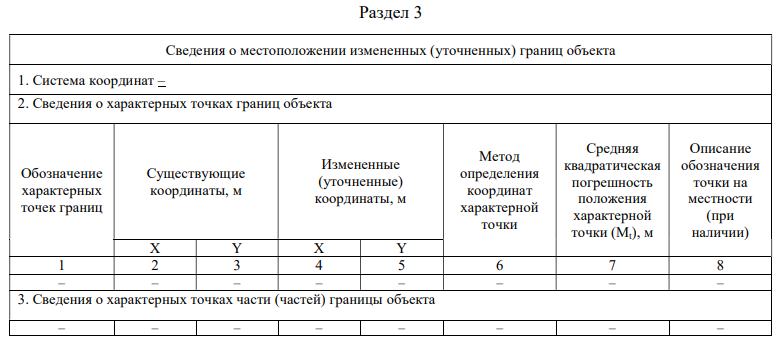 Раздел 3
Сведения о местоположении измененных (уточненных) границ объекта
1. Система координат –
2. Сведения о характерных точках границ объекта
Обозначение
характерных
точек границ
Существующие
координаты, м
Измененные
(уточненные)
координаты, м
Метод
определения
координат
характерной
точки
Средняя
квадратическая
погрешность
положения
характерной
точки (Mt), м
Описание
обозначения
точки на
местности
(при
наличии)
X Y X Y
1 2 3 4 5 6 7 8
– – – – – – – –
3. Сведения о характерных точках части (частей) границы объекта
– – – – – – – –